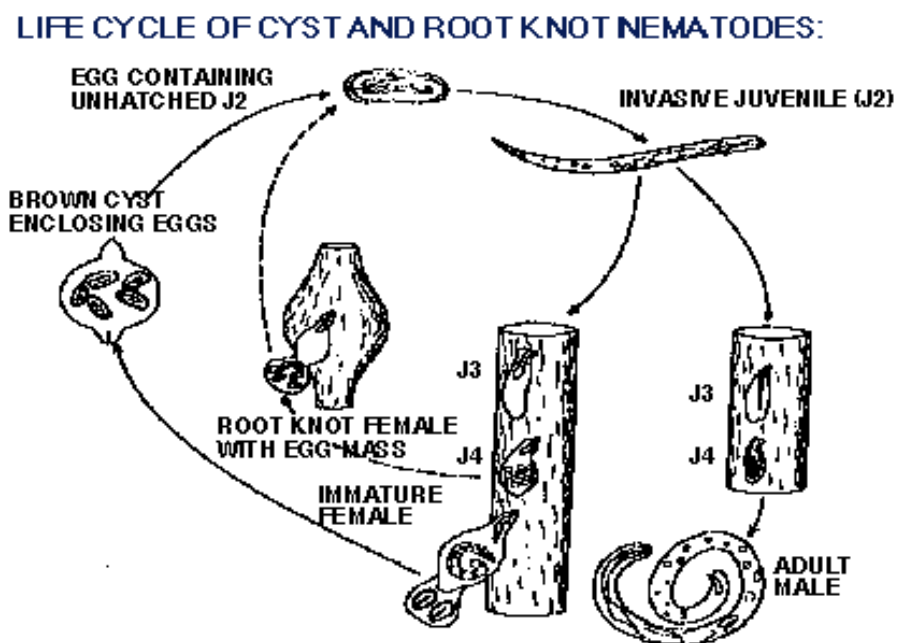 LIFE CYCLE OF CYST AND ROOT KNOT NEMATODES:
EGG CONTAINING
UNHATCHED J2
INVASIVE JUVENILE (J2)
BROWN CYST
ENCLOSING EGGS
J3
J3
ROOT KNOT FEMALE
WITH EGG MASS
J4
J4
IMMATURE
FEMALE
ADULT
MALE